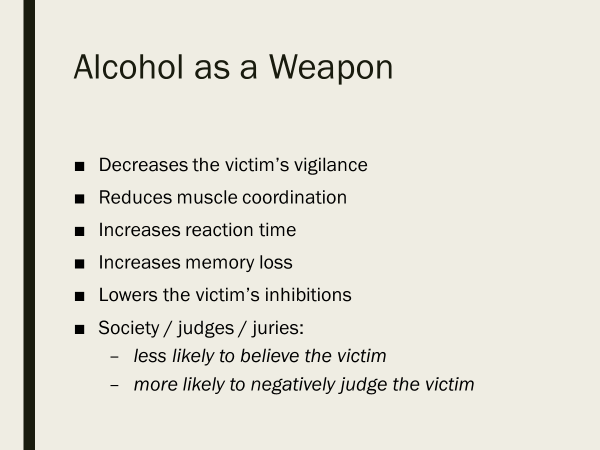 Alcohol as a Weapon
■ Decreases the victim’s vigilance
■ Reduces muscle coordination
■ Increases reaction time
■ Increases memory loss
■ Lowers the victim’s inhibitions
■ Society / judges / juries:
– less likely to believe the victim
– more likely to negatively judge the victim